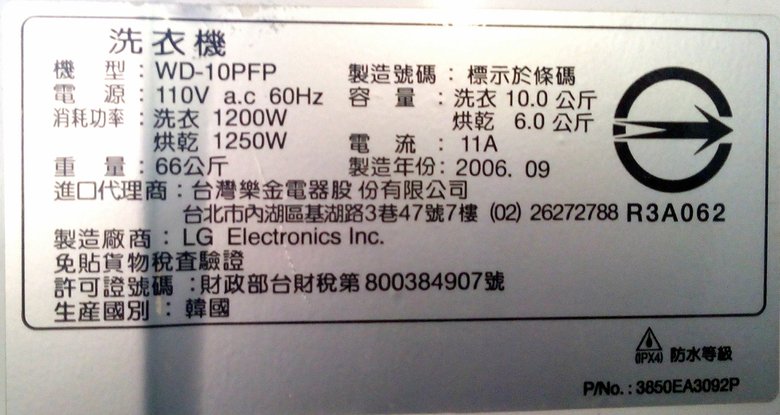 洗衣機
機 型：WD-10PFP 製造號碼：標示於條碼
電 源：110V a.c 60Hz 容 量：洗衣 10.0 公斤
消耗功率：洗衣 1200W 烘乾 6.0 公斤
烘乾 1250W 電 流：11A
重 量：66公斤 製造年份：2006. 09
進口代理商：台灣樂金電器股份有限公司
台北市內湖區基湖路3巷47號7樓 (02) 26272788 R3A062
製造廠商：LG Electronics Inc.
免貼貨物稅查驗證
許可證號碼：財政部台財稅第800384907號
生產國別：韓國
(IPX4) 防水等級
P/No.: 3850EA3092P